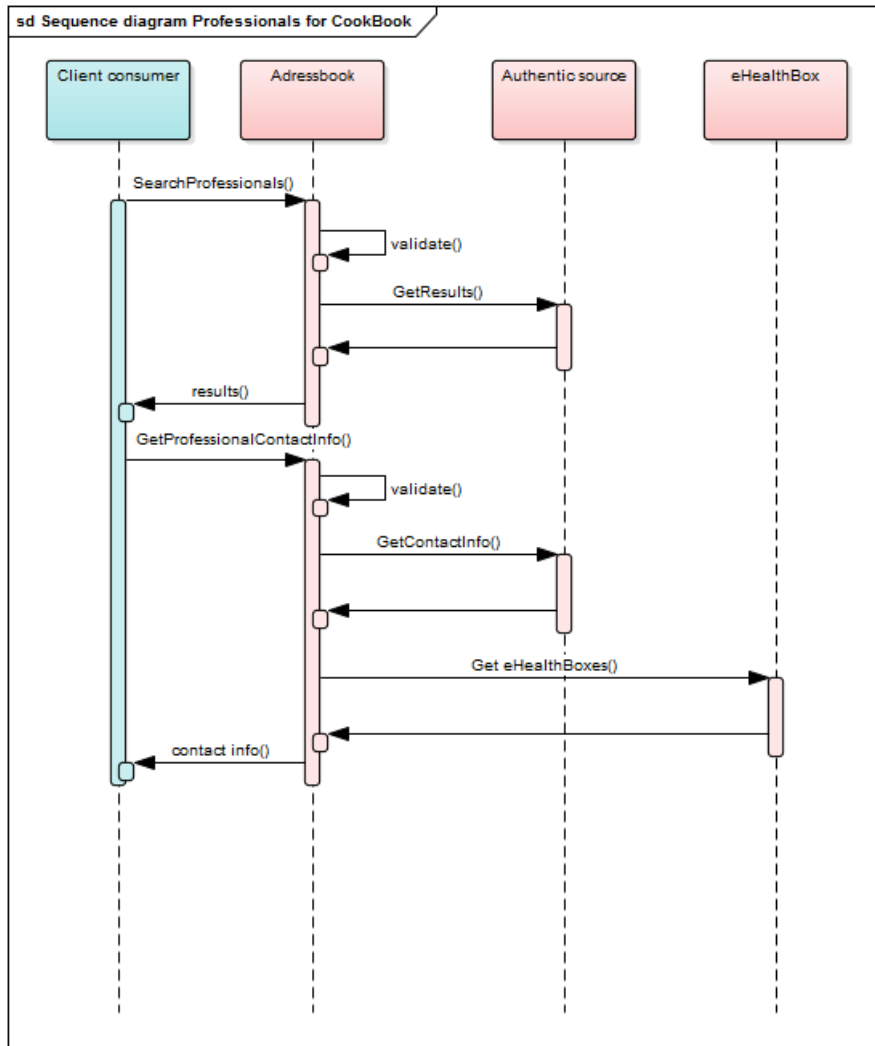 sd Sequence diagram Professionals for CookBook
Client consumer
Adressbook
Authentic source
eHealthBox
SearchProfessionals()
validate()
GetResults()
results()
GetProfessionalContactInfo()
validate()
GetContactInfo()
Get eHealthBoxes()
contact info()